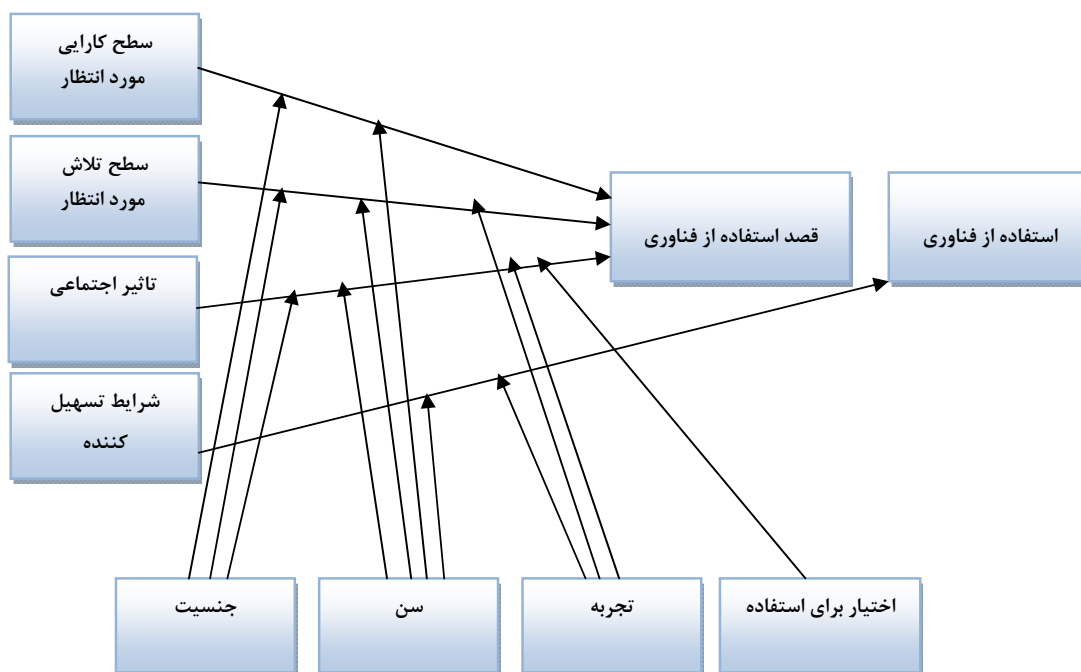 سطح کارایی
مورد انتظار
سطح تلاش
مورد انتظار
تاثیر اجتماعی
شرایط تسهیل
کننده
قصد استفاده از فناوری
استفاده از فناوری
جنسیت
سن
تجربه
اختیار برای استفاده